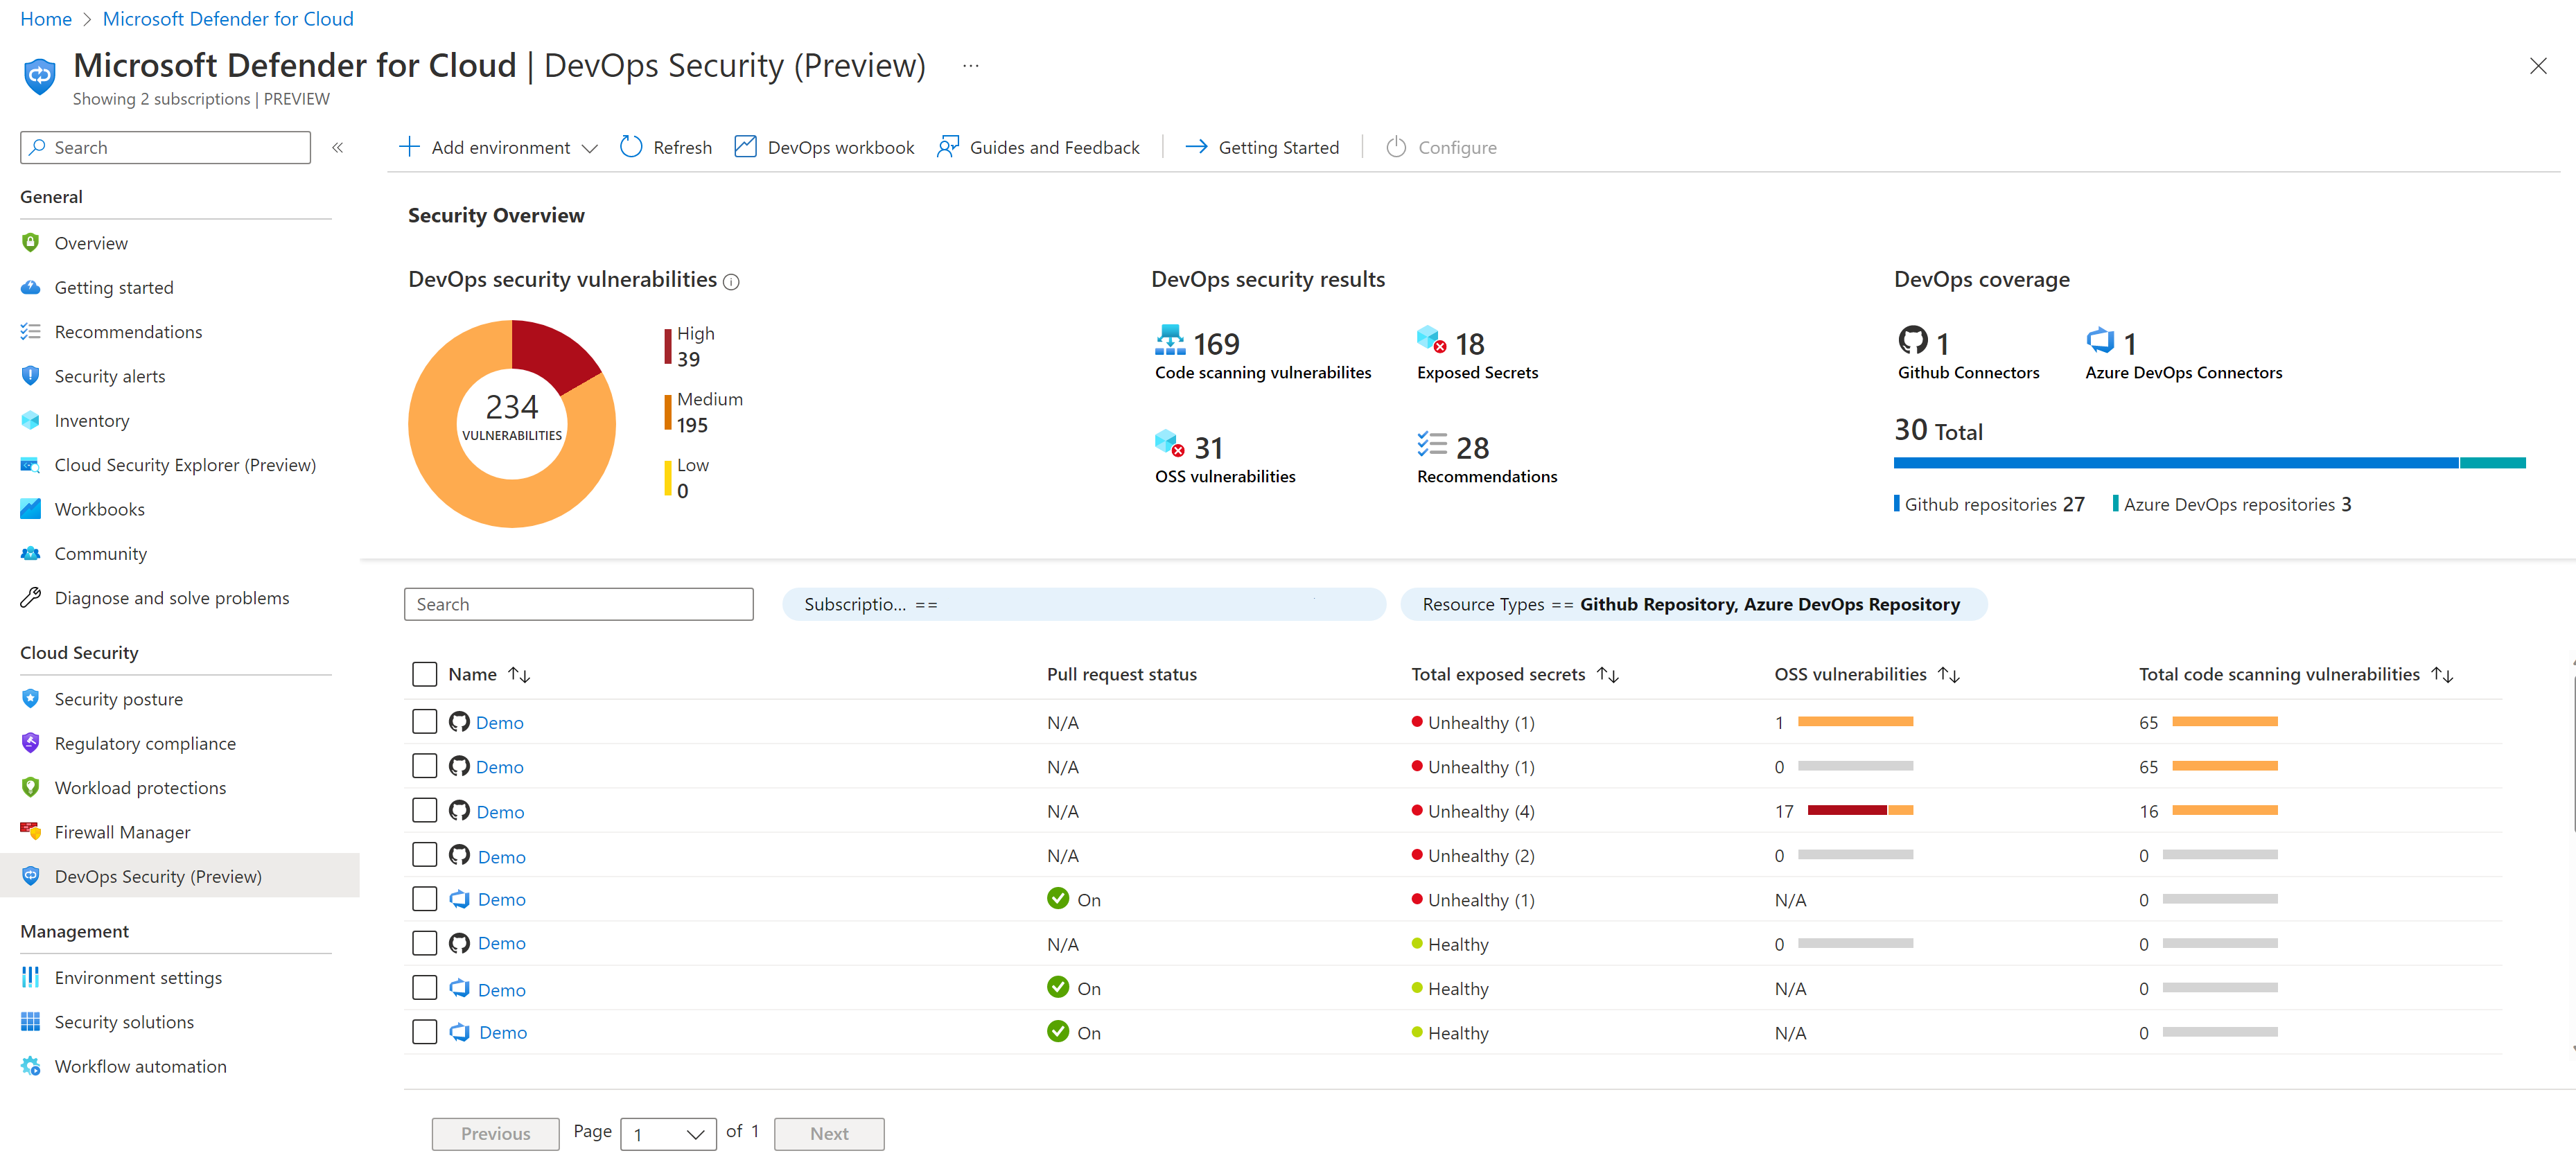 Home > Microsoft Defender for Cloud
Microsoft Defender for Cloud | DevOps Security (Preview) ...
Showing 2 subscriptions | PREVIEW
Search «
General
Overview
Getting started
Recommendations
Security alerts
Inventory
Cloud Security Explorer (Preview)
Workbooks
Community
Diagnose and solve problems
Cloud Security
Security posture
Regulatory compliance
Workload protections
Firewall Manager
DevOps Security (Preview)
Management
Environment settings
Security solutions
Workflow automation
Add environment Refresh DevOps workbook Guides and Feedback Getting Started Configure
Security Overview
DevOps security vulnerabilities
234
VULNERABILITIES
High
39
Medium
195
Low
0
DevOps security results
169
Code scanning vulnerabilites
18
Exposed Secrets
31
OSS vulnerabilities
28
Recommendations
DevOps coverage
1
Github Connectors
1
Azure DevOps Connectors
30 Total
Github repositories 27 Azure DevOps repositories 3
Search Subscriptio... == Resource Types == Github Repository, Azure DevOps Repository
Name Pull request status Total exposed secrets OSS vulnerabilities Total code scanning vulnerabilities
Demo N/A Unhealthy (1) 1 65
Demo N/A Unhealthy (1) 0 65
Demo N/A Unhealthy (4) 17 16
Demo N/A Unhealthy (2) 0 0
Demo On Unhealthy (1) N/A 0
Demo N/A Healthy 0 0
Demo On Healthy N/A 0
Demo On Healthy N/A 0
Previous Page 1 of 1 Next